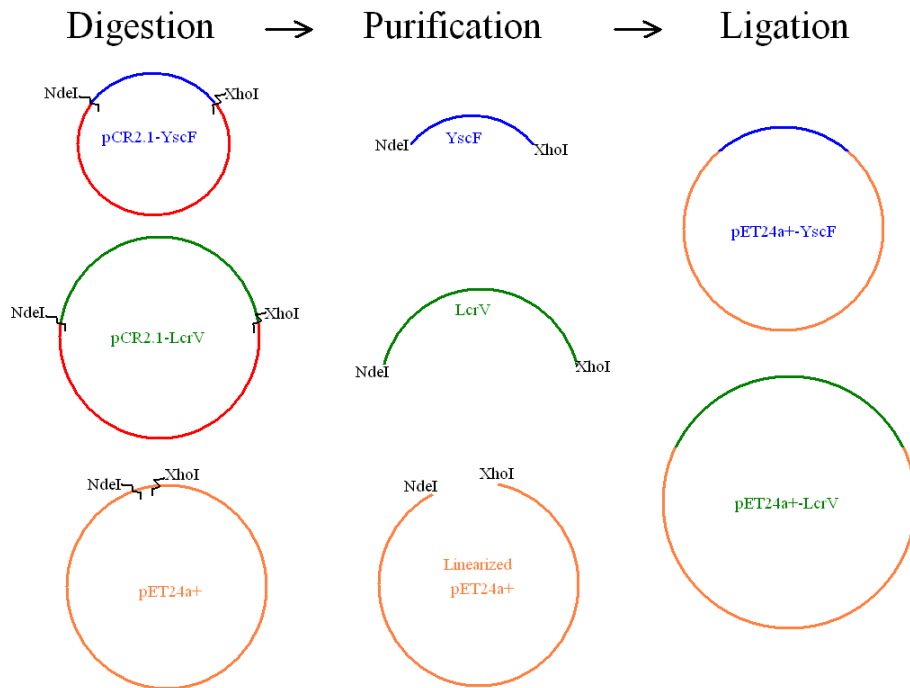 Digestion → Purification → Ligation
NdeI XhoI
pCR2.1-YscF
NdeI YscF XhoI
pET24a+-YscF
NdeI XhoI
pCR2.1-LcrV
LcrV
NdeI XhoI
pET24a+-LcrV
NdeI XhoI
pET24a+
NdeI XhoI
Linearized
pET24a+